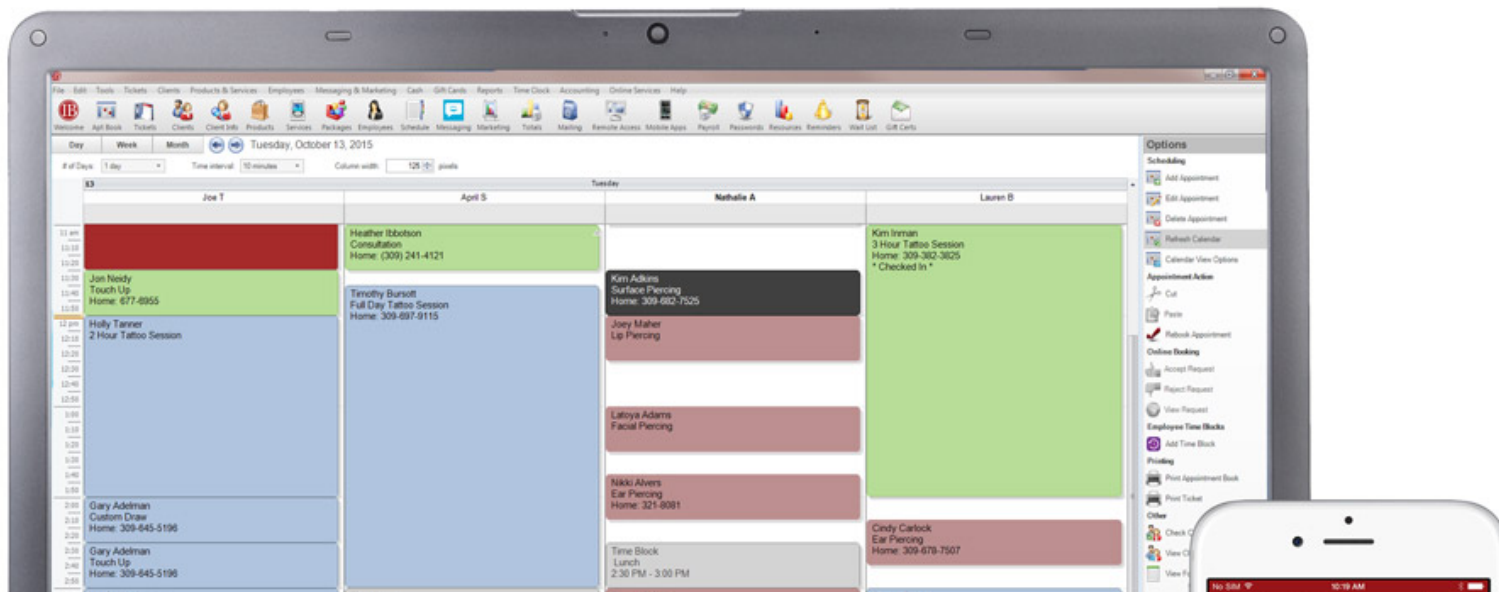 File Edit Tools Tickets Clients Products & Services Employees Messaging & Marketing Cash Gift Cards Reports Time Clock Accounting Online Services Help
IB
Welcome Apt Book Tickets Clients Client Info Products Services Packages Employees Schedule Messaging Marketing Totals Mailing Remote Access Mobile Apps Payroll Passwords Resources Reminders Wait List Gift Certs
Day Week Month Tuesday, October 13, 2015
# of Days: 1 day Time interval: 10 minutes Column width: 125 pixels
13 Tuesday
Joe T April S Nathalie A Lauren B
11 am
11:10
11:20
11:30
11:40
11:50
12 pm
12:10
12:20
12:30
12:40
12:50
1:00
1:10
1:20
1:30
1:40
1:50
2:00
2:10
2:20
2:30
2:40
2:50
Jon Neidy
Touch Up
Home: 677-6955
Holly Tanner
2 Hour Tattoo Session
Gary Adelman
Custom Draw
Home: 309-645-5196
Gary Adelman
Touch Up
Home: 309-645-5196
Heather Ibbotson
Consultation
Home: (309) 241-4121
Timothy Bursott
Full Day Tattoo Session
Home: 309-697-9115
Kim Adkins
Surface Piercing
Home: 309-682-7525
Joey Maher
Lip Piercing
Latoya Adams
Facial Piercing
Nikki Alvers
Ear Piercing
Home: 321-8081
Time Block
Lunch
2:30 PM - 3:00 PM
Kim Inman
3 Hour Tattoo Session
Home: 309-382-3825
* Checked In *
Cindy Carlock
Ear Piercing
Home: 309-678-7507
Options
Scheduling
Add Appointment
Edit Appointment
Delete Appointment
Refresh Calendar
Calendar View Options
Appointment Action
Cut
Paste
Rebook Appointment
Online Booking
Accept Request
Reject Request
View Request
Employee Time Blocks
Add Time Block
Printing
Print Appointment Book
Print Ticket
Other
Check
View
View
No SIM 10:19 AM